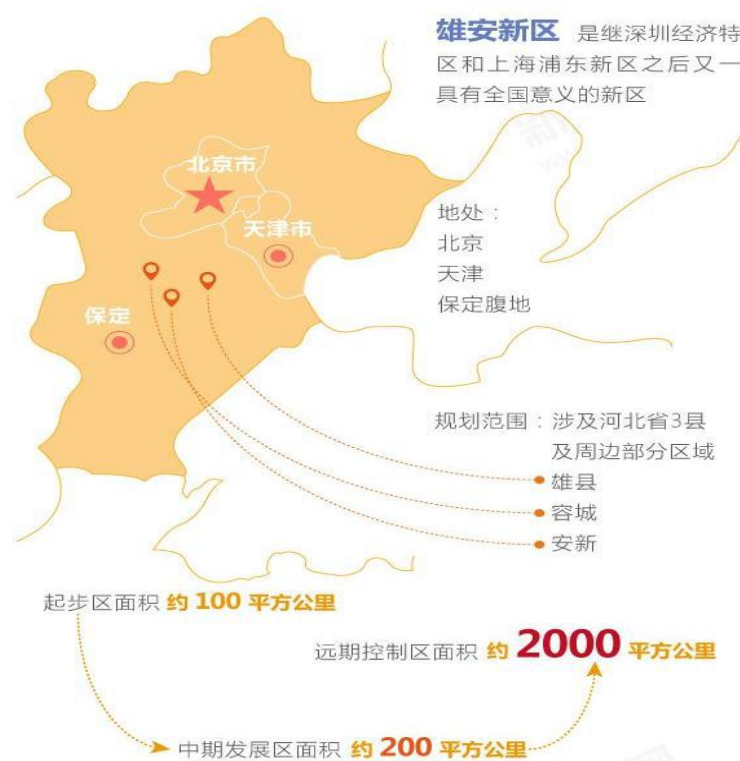 雄安新区 是继深圳经济特
区和上海浦东新区之后又一
具有全国意义的新区
北京市
天津市
保定
地处：
北京
天津
保定腹地
规划范围：涉及河北省3县
及周边部分区域
雄县
容城
安新
起步区面积 约 100 平方公里
远期控制区面积 约 2000 平方公里
中期发展区面积 约 200 平方公里